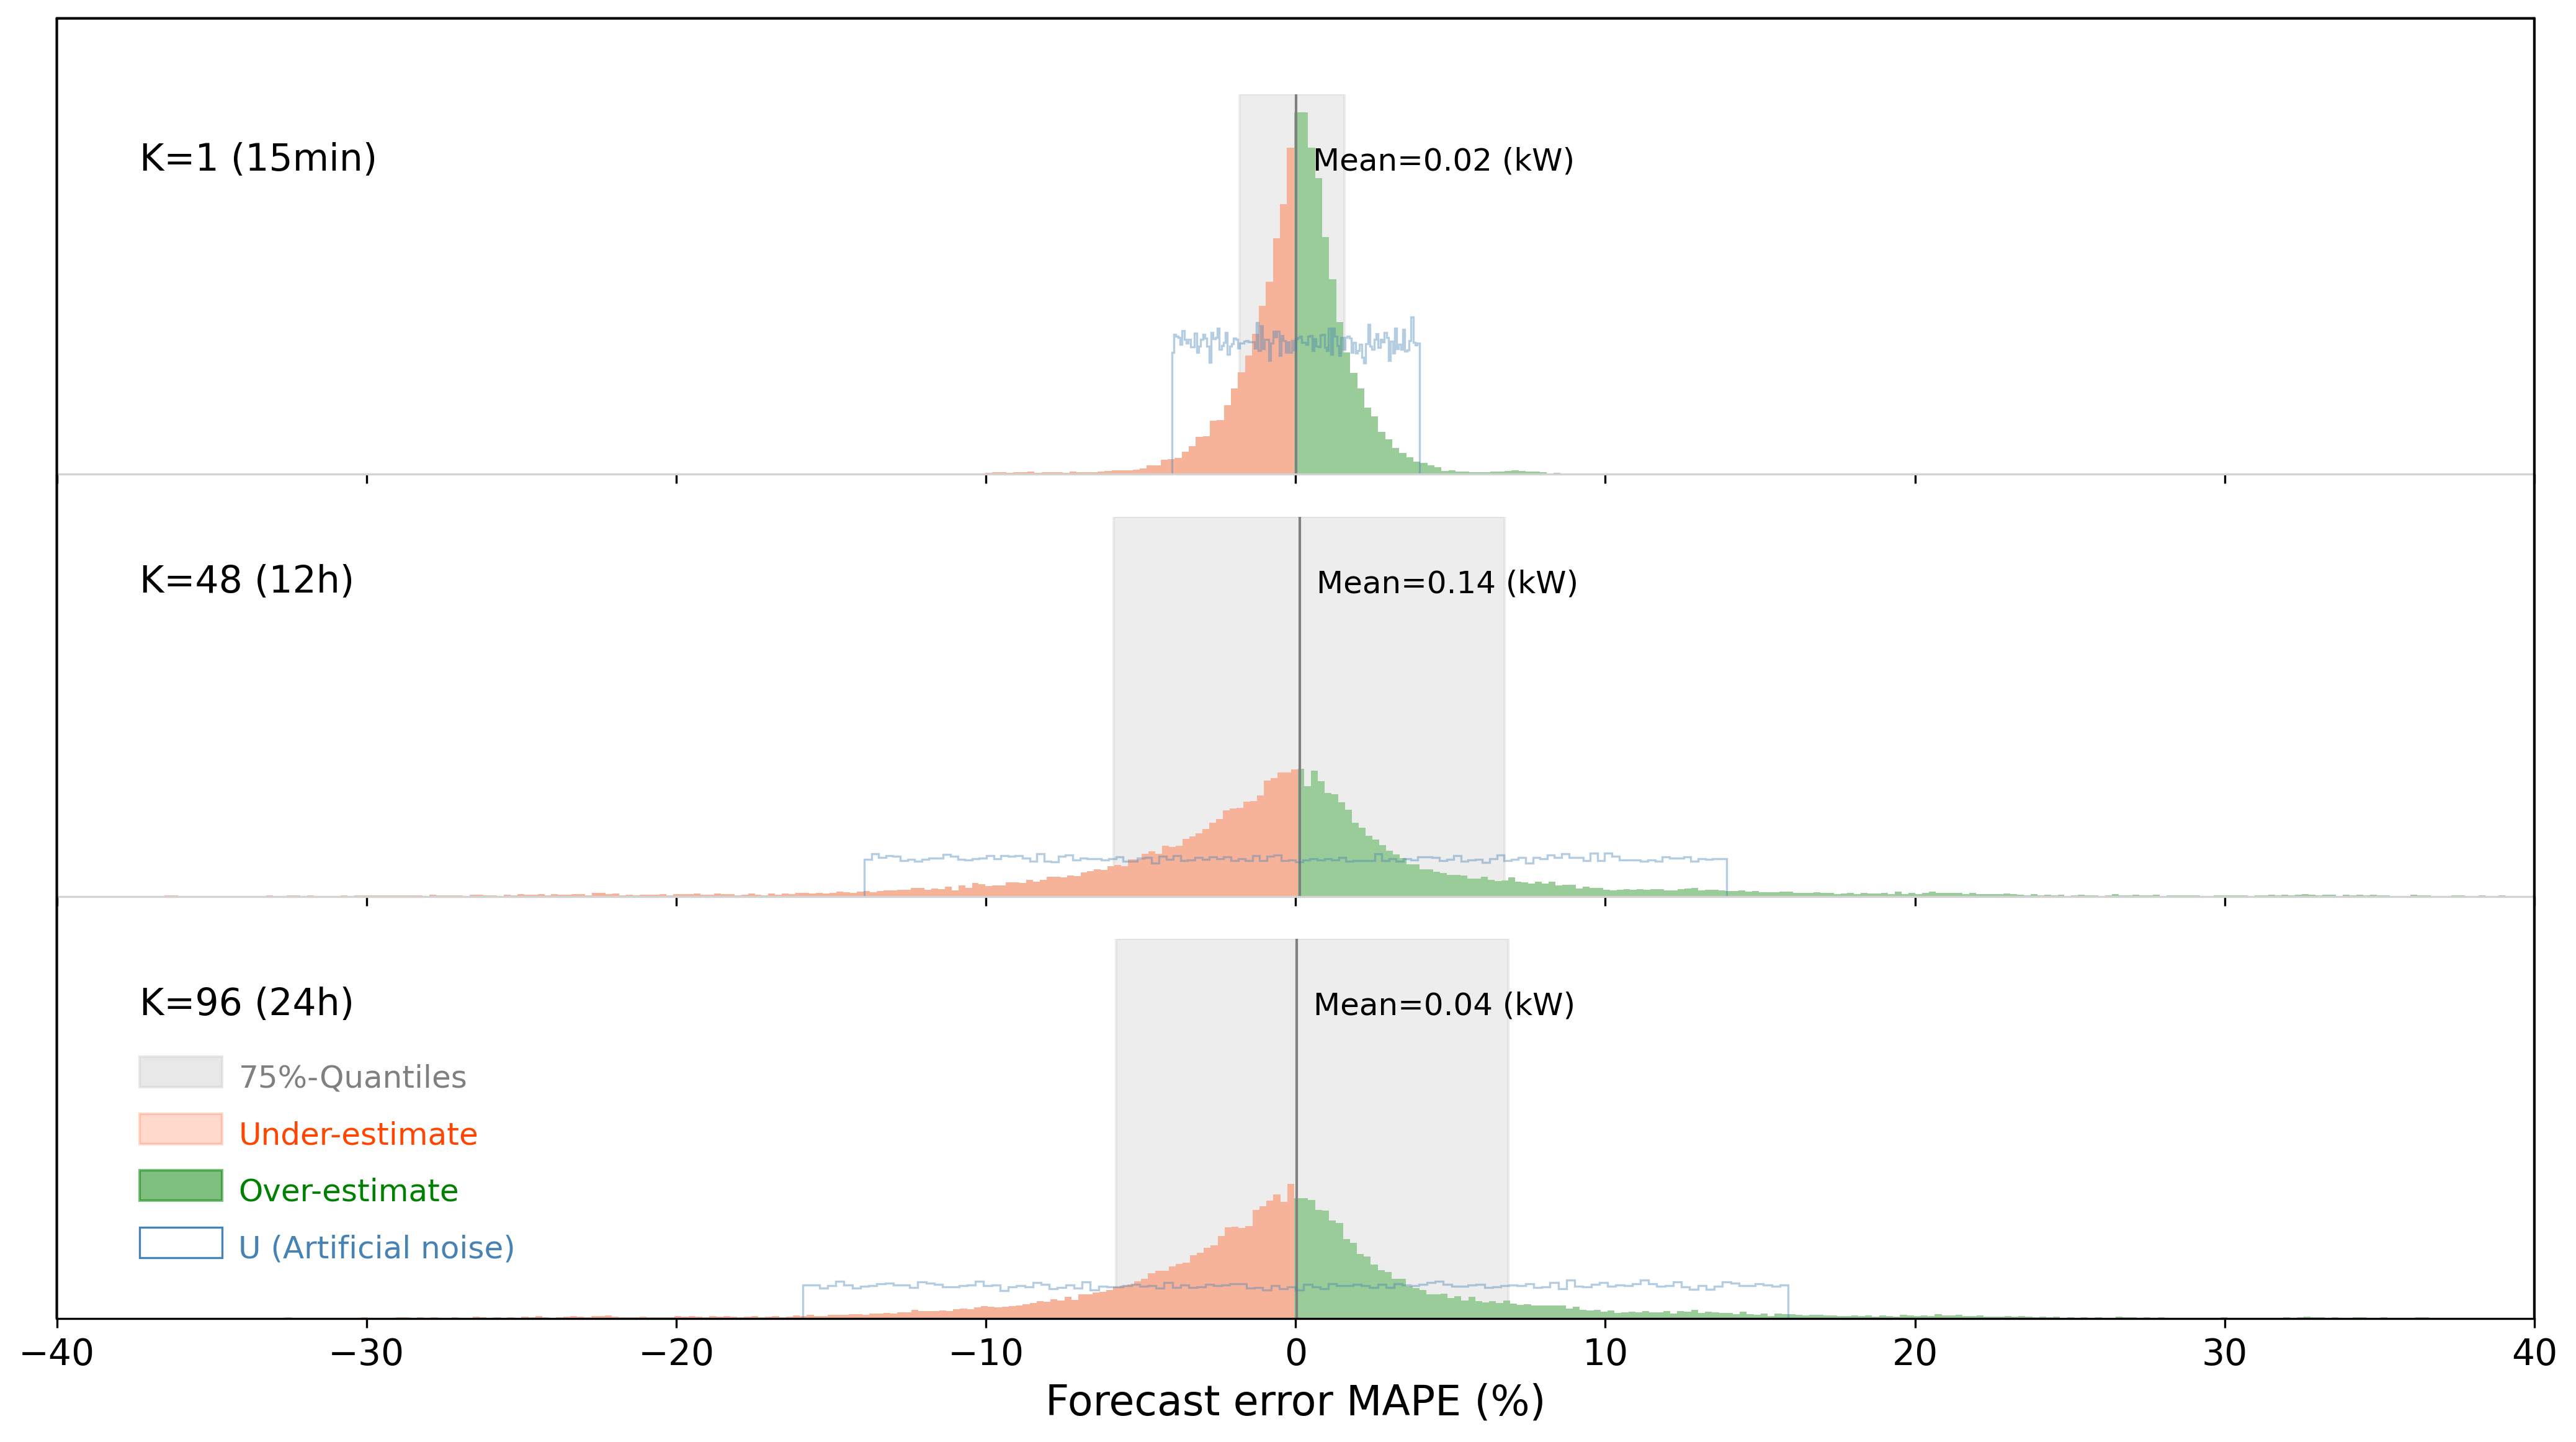 K=1 (15min)
Mean=0.02 (kW)
K=48 (12h)
Mean=0.14 (kW)
K=96 (24h)
Mean=0.04 (kW)
75%-Quantiles
Under-estimate
Over-estimate
U (Artificial noise)
−40 −30 −20 −10 0 10 20 30 40
Forecast error MAPE (%)